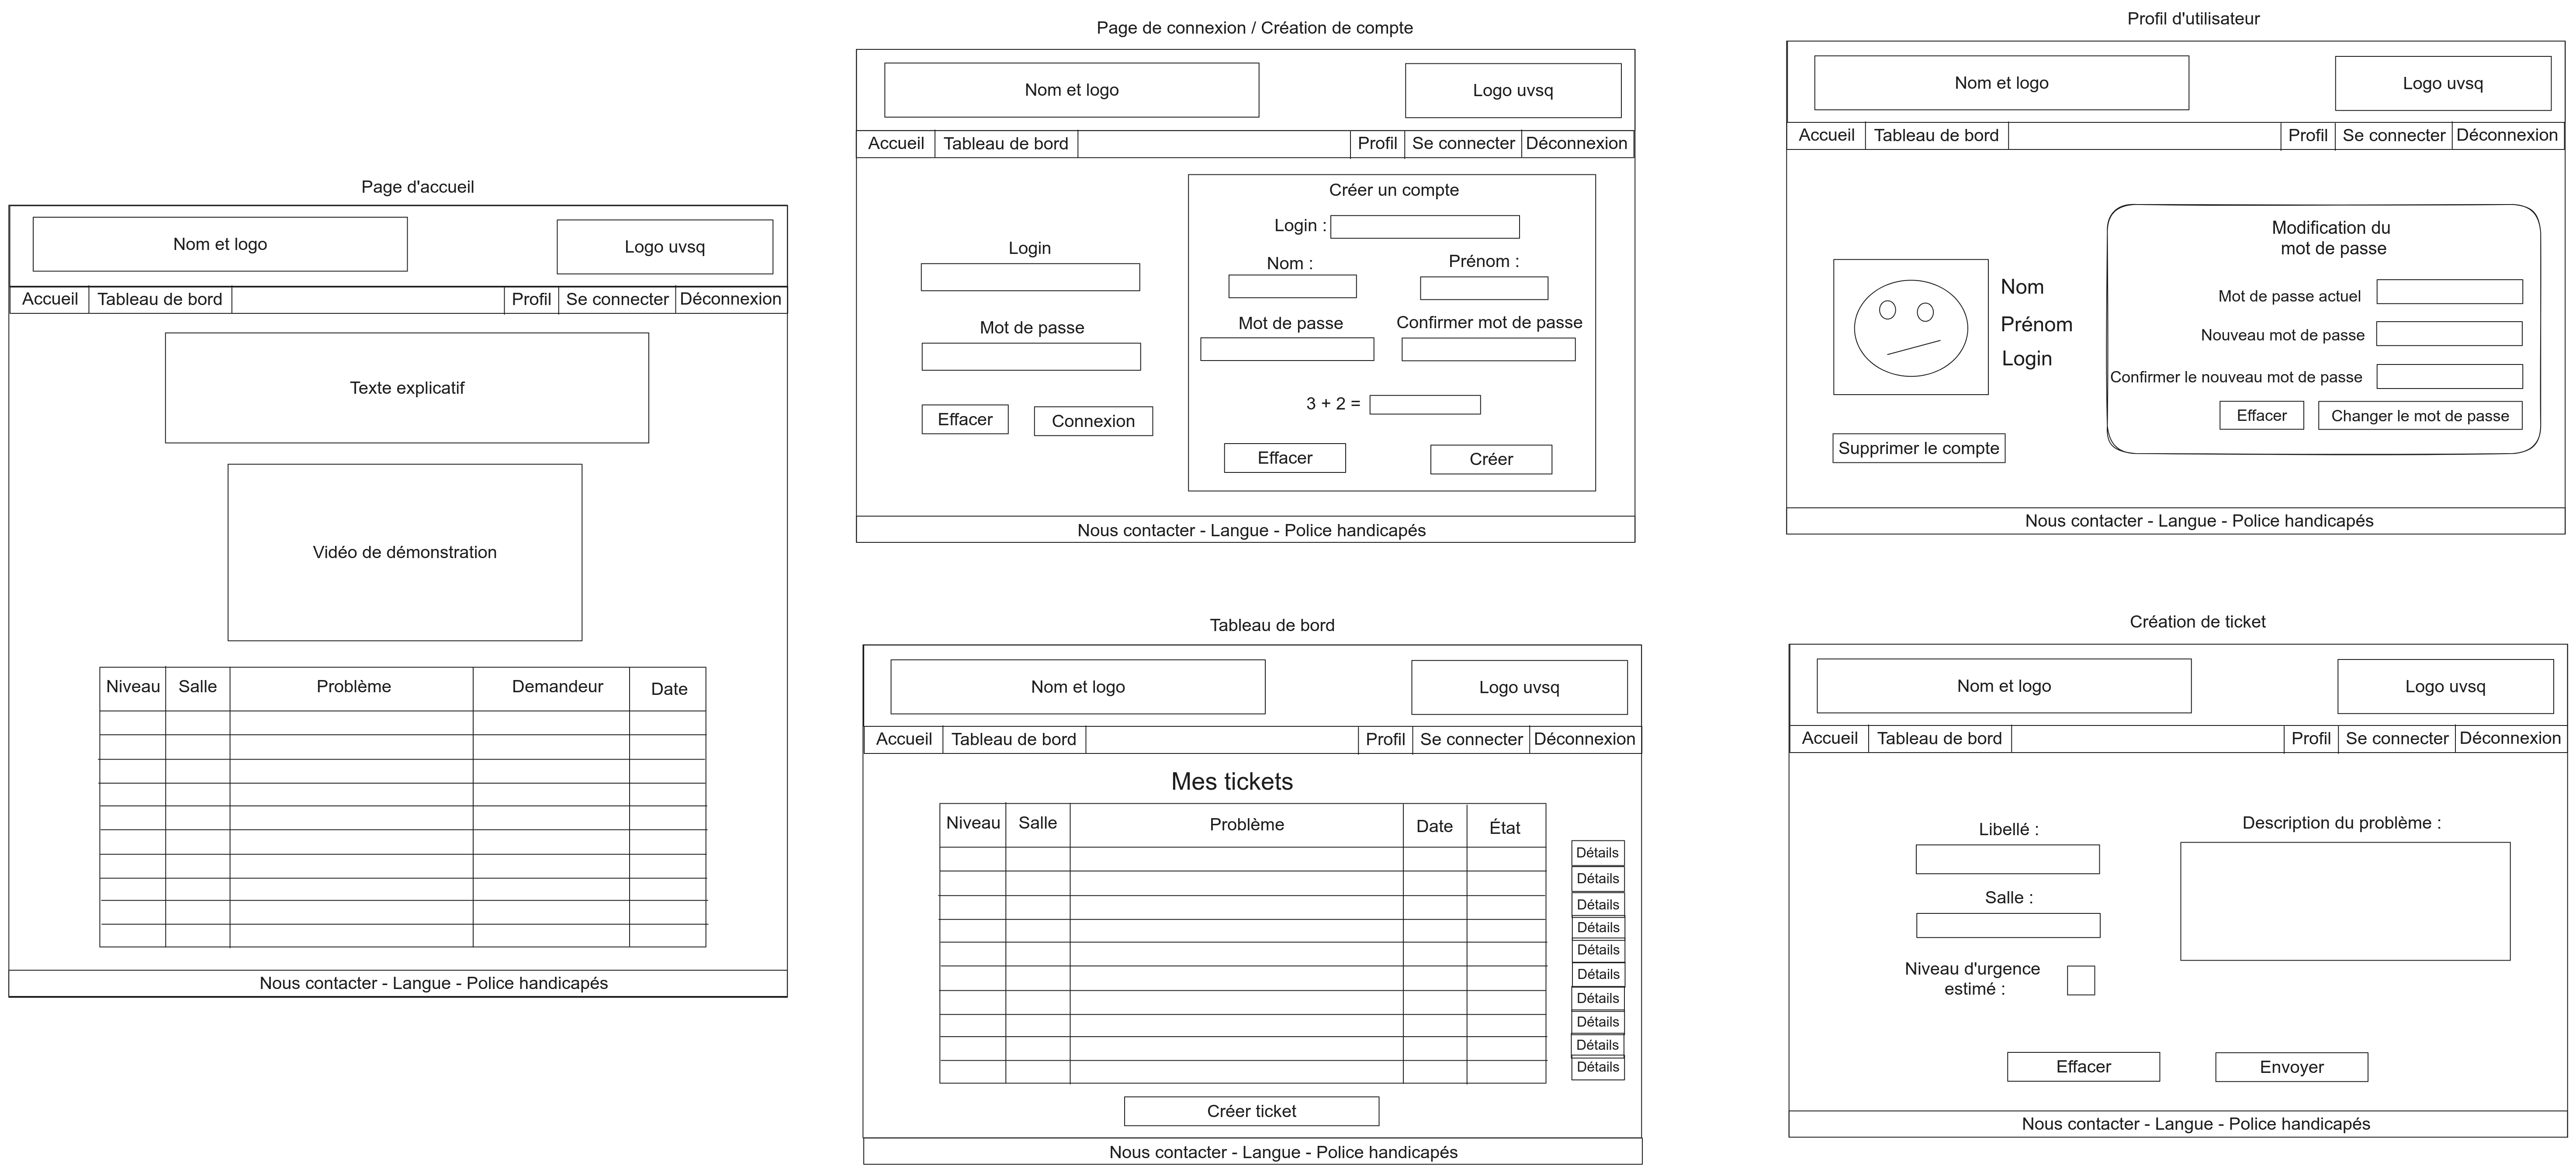 Page d'accueil
Nom et logo
Logo uvsq
Accueil Tableau de bord Profil Se connecter Déconnexion
Texte explicatif
Vidéo de démonstration
Niveau Salle Problème Demandeur Date
Nous contacter - Langue - Police handicapés
Page de connexion / Création de compte
Nom et logo
Logo uvsq
Accueil Tableau de bord Profil Se connecter Déconnexion
Login
Mot de passe
Effacer Connexion
Créer un compte
Login :
Nom : Prénom :
Mot de passe Confirmer mot de passe
3 + 2 =
Effacer Créer
Nous contacter - Langue - Police handicapés
Profil d'utilisateur
Nom et logo
Logo uvsq
Accueil Tableau de bord Profil Se connecter Déconnexion
Nom
Prénom
Login
Supprimer le compte
Modification du
mot de passe
Mot de passe actuel
Nouveau mot de passe
Confirmer le nouveau mot de passe
Effacer Changer le mot de passe
Nous contacter - Langue - Police handicapés
Tableau de bord
Nom et logo
Logo uvsq
Accueil Tableau de bord Profil Se connecter Déconnexion
Mes tickets
Niveau Salle Problème Date État
Détails
Détails
Détails
Détails
Détails
Détails
Détails
Détails
Détails
Détails
Créer ticket
Nous contacter - Langue - Police handicapés
Création de ticket
Nom et logo
Logo uvsq
Accueil Tableau de bord Profil Se connecter Déconnexion
Libellé :
Salle :
Niveau d'urgence
estimé :
Description du problème :
Effacer Envoyer
Nous contacter - Langue - Police handicapés